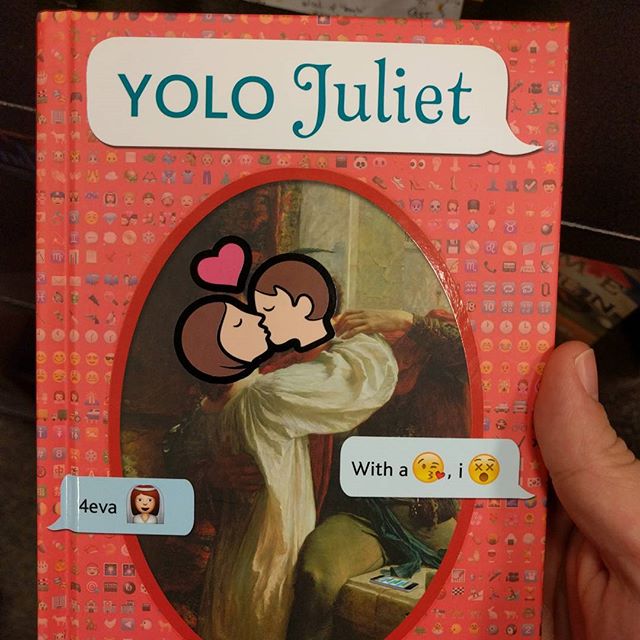 YOLO Juliet
With a 😘, i 😵
4eva 👰